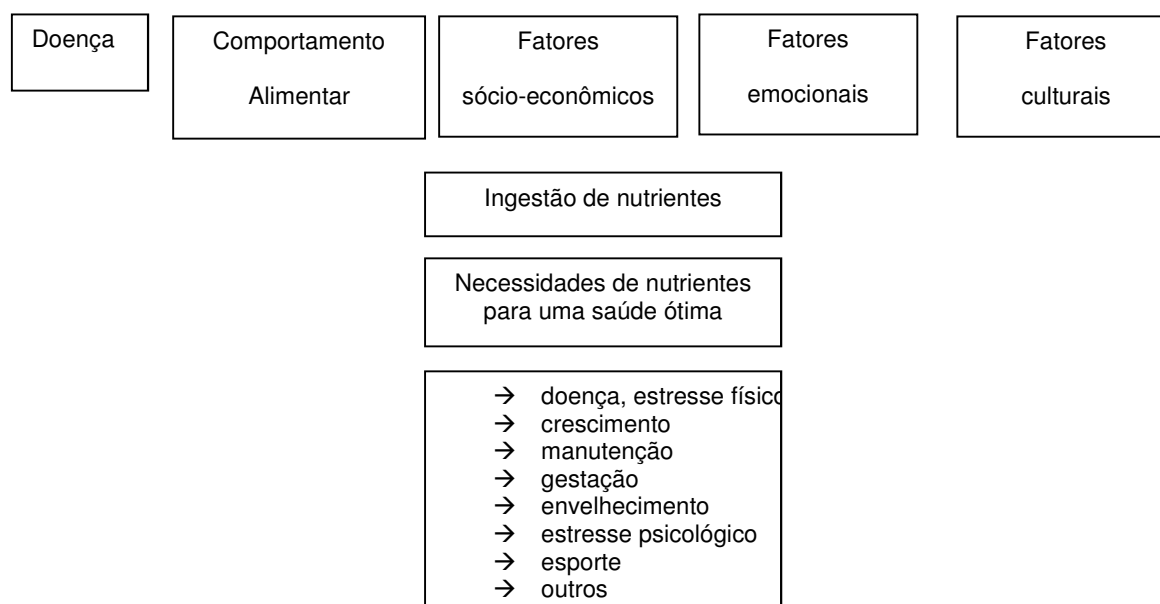 Doença
Comportamento
Alimentar
Fatores
sócio-econômicos
Fatores
emocionais
Fatores
culturais
Ingestão de nutrientes
Necessidades de nutrientes
para uma saúde ótima
→ doença, estresse físico
→ crescimento
→ manutenção
→ gestação
→ envelhecimento
→ estresse psicológico
→ esporte
→ outros